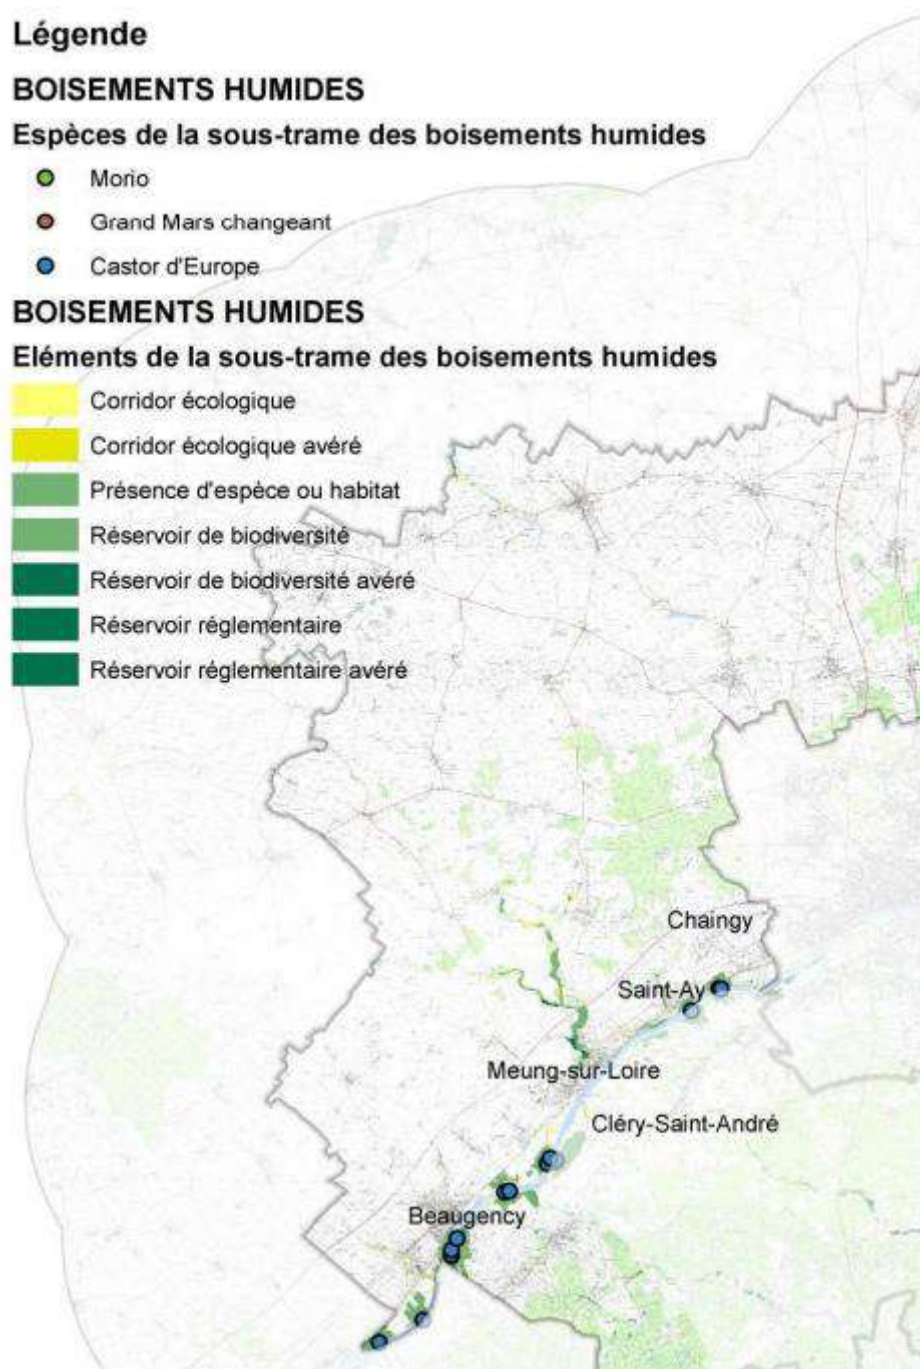 Légende
BOISEMENTS HUMIDES
Espèces de la sous-trame des boisements humides
Morio
Grand Mars changeant
Castor d'Europe
BOISEMENTS HUMIDES
Eléments de la sous-trame des boisements humides
Corridor écologique
Corridor écologique avéré
Présence d'espèce ou habitat
Réservoir de biodiversité
Réservoir de biodiversité avéré
Réservoir réglementaire
Réservoir réglementaire avéré
Chaingy
Saint-Ay
Meung-sur-Loire
Cléry-Saint-André
Beaugency